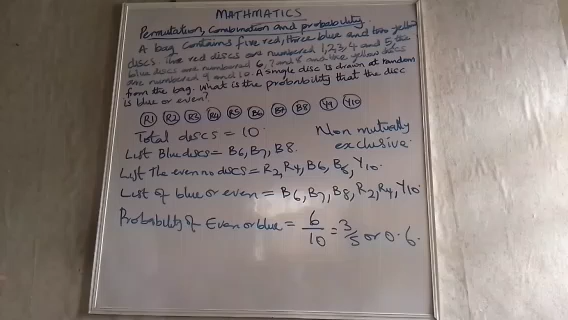 MATHMATICS
Permutation, Combination and probability.
A bag contains five red, three blue and two yellow
discs. The red discs are numbered 1,2,3,4 and 5, the
blue discs are numbered 6, 7 and 8 and the yellow discs
are numbered 9 and 10. A single disc is drawn at random
from the bag. What is the probability that the disc
is blue or even?
R1 R2 R3 R4 R5 B6 B7 B8 Y9 Y10
Total discs = 10.
Non mutually
exclusive.
List Blue discs = B6, B7, B8.
List The even no discs = R2, R4, B6, B8, Y10.
List of blue or even = B6, B7, B8, R2, R4, Y10.
Probability of Even or blue = 6/10 = 3/5 or 0.6.